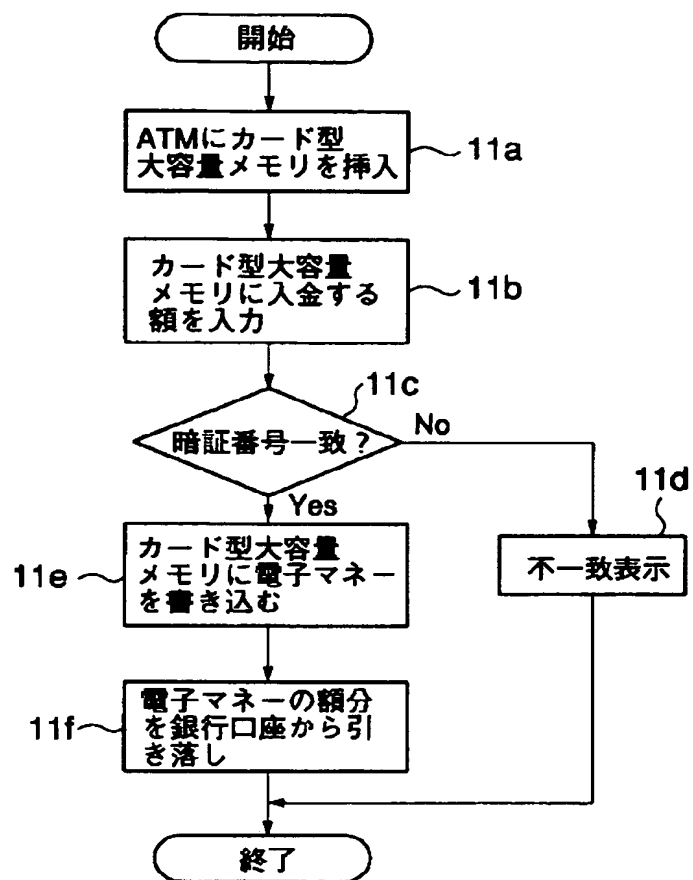 開始
ATMにカード型
大容量メモリを挿入
11a
カード型大容量
メモリに入金する
額を入力
11b
11c
暗証番号一致？
No
Yes
11d
不一致表示
カード型大容量
メモリに電子マネー
を書き込む
11e
電子マネーの額分
を銀行口座から引
き落し
11f
終了